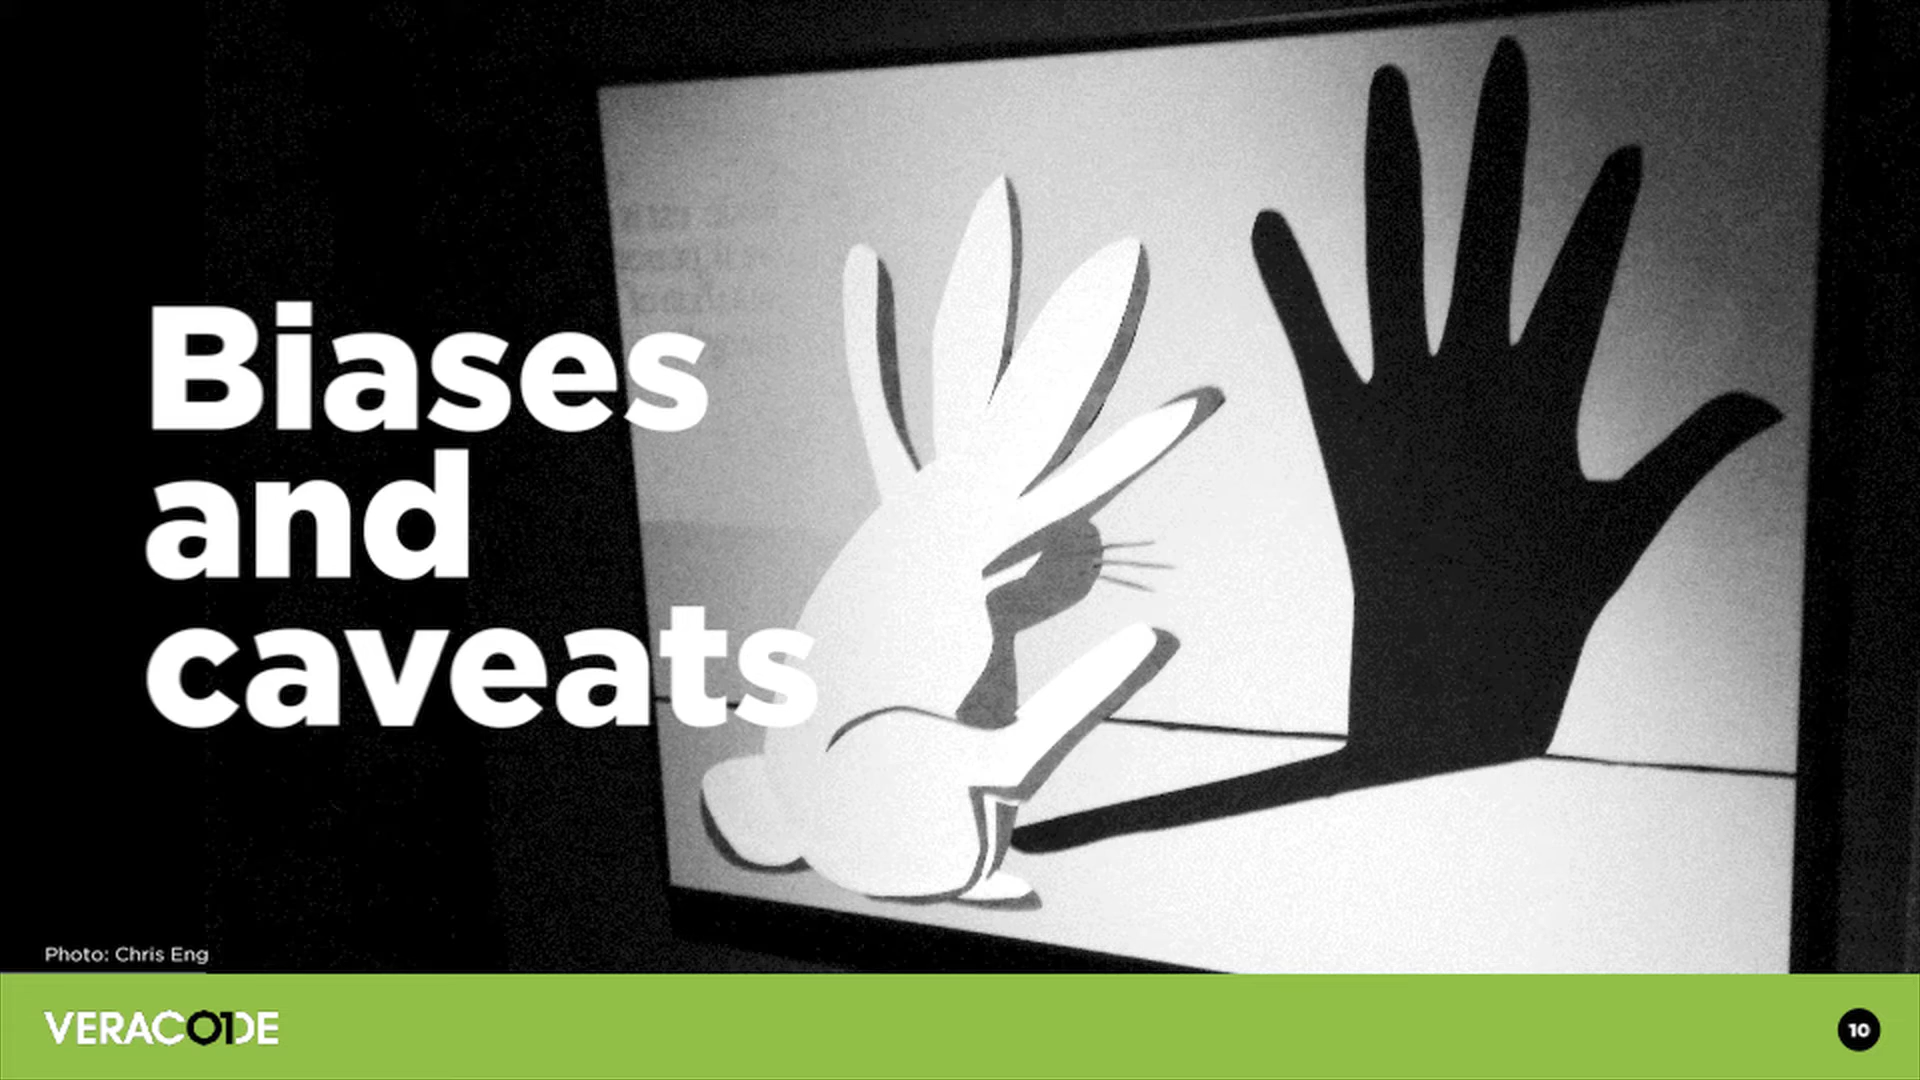 Biases
and
caveats
Photo: Chris Eng
VERACODE
10